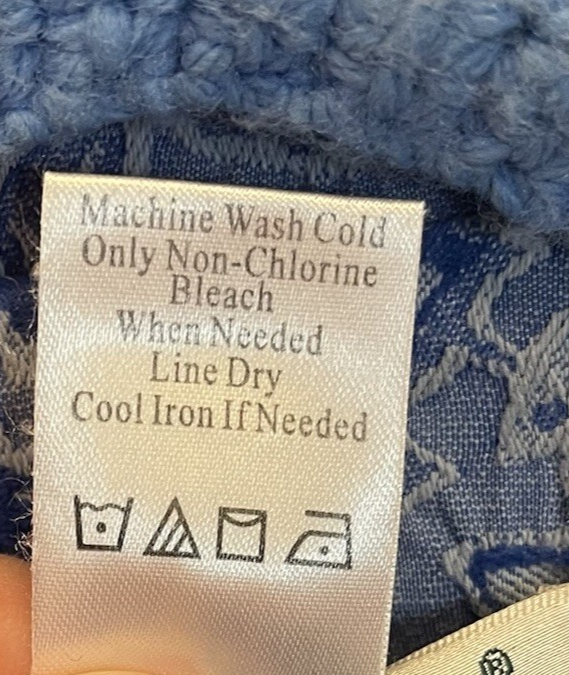 Machine Wash Cold
Only Non-Chlorine
Bleach
When Needed
Line Dry
Cool Iron If Needed
®